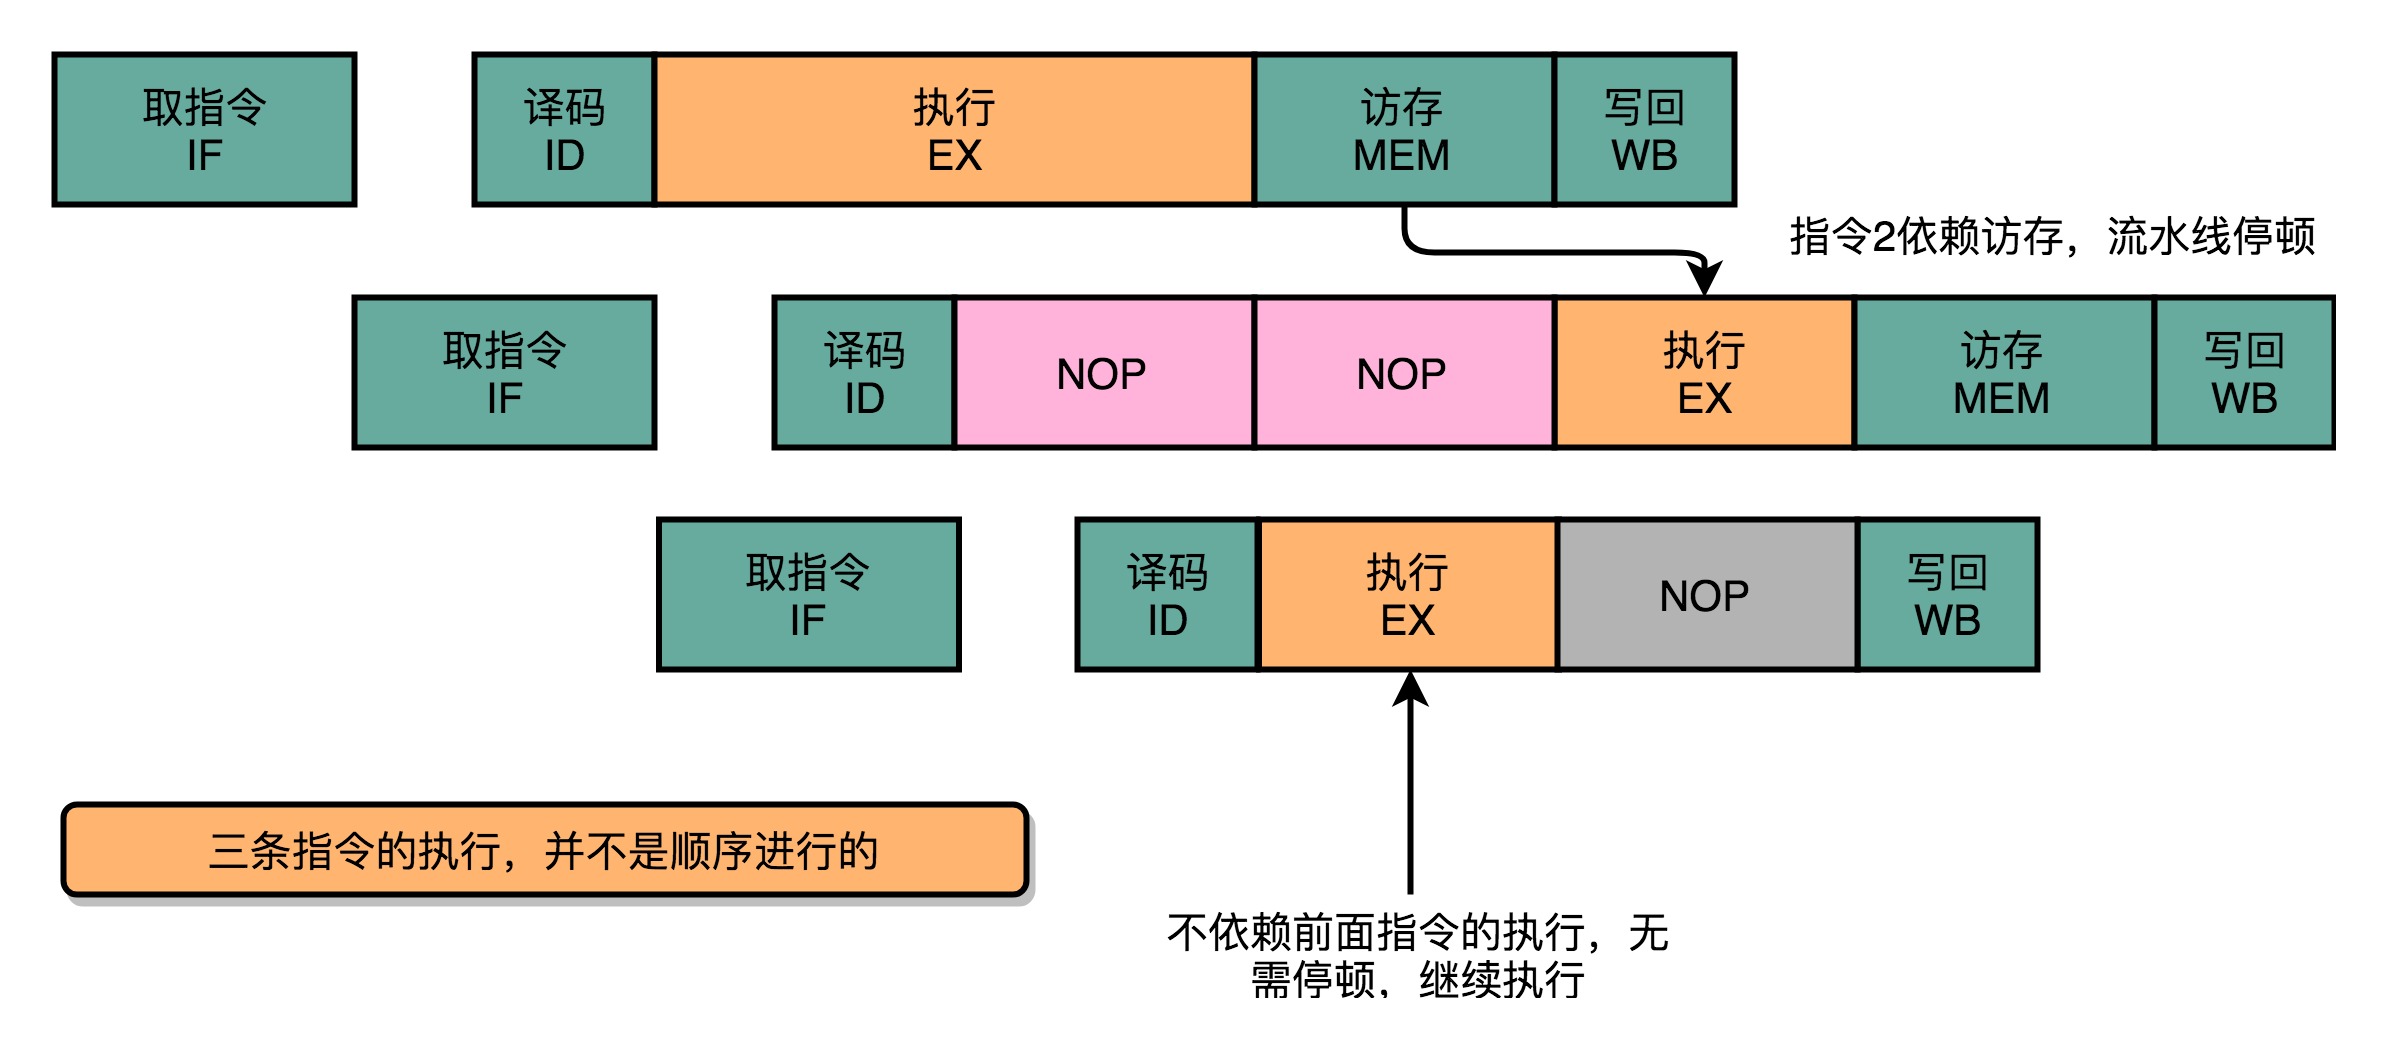 取指令
IF
译码
ID
执行
EX
访存
MEM
写回
WB
指令2依赖访存，流水线停顿
取指令
IF
译码
ID
NOP
NOP
执行
EX
访存
MEM
写回
WB
取指令
IF
译码
ID
执行
EX
NOP
写回
WB
三条指令的执行，并不是顺序进行的
不依赖前面指令的执行，无
需停顿，继续执行